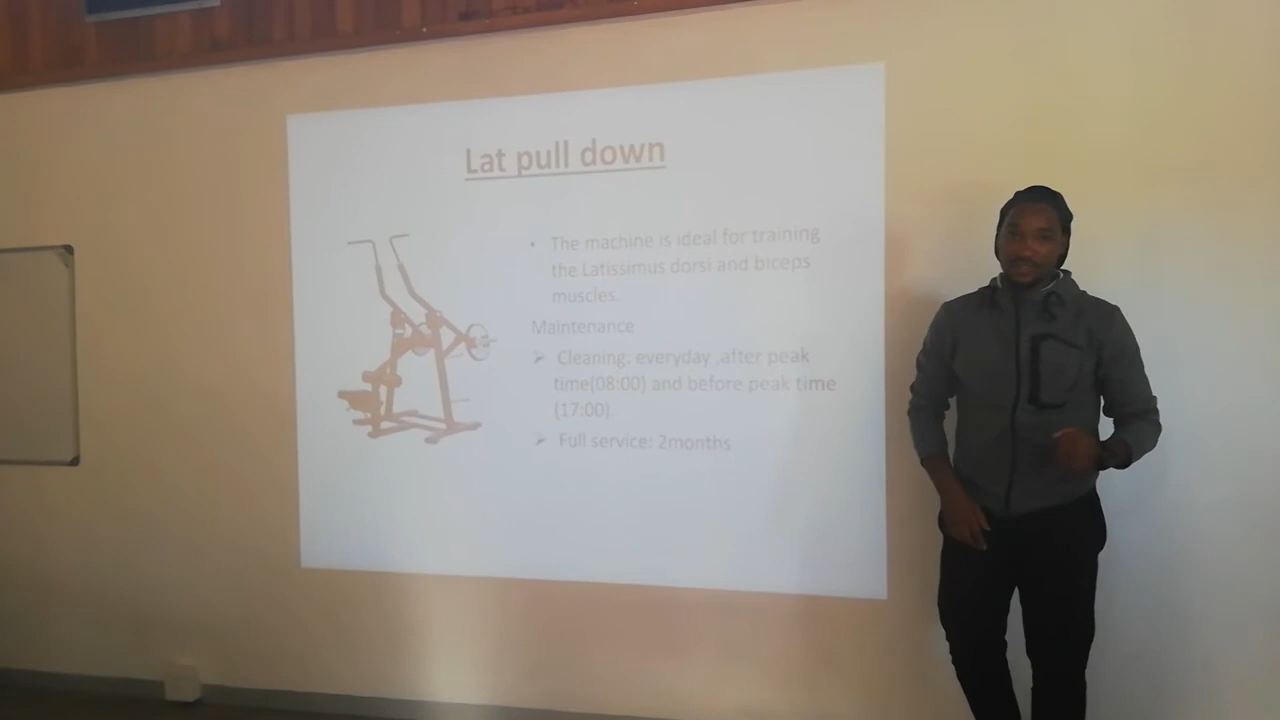 Lat pull down
• The machine is ideal for training
the Latissimus dorsi and biceps
muscles.
Maintenance
➢ Cleaning: everyday ,after peak
time(08:00) and before peak time
(17:00).
➢ Full service: 2months